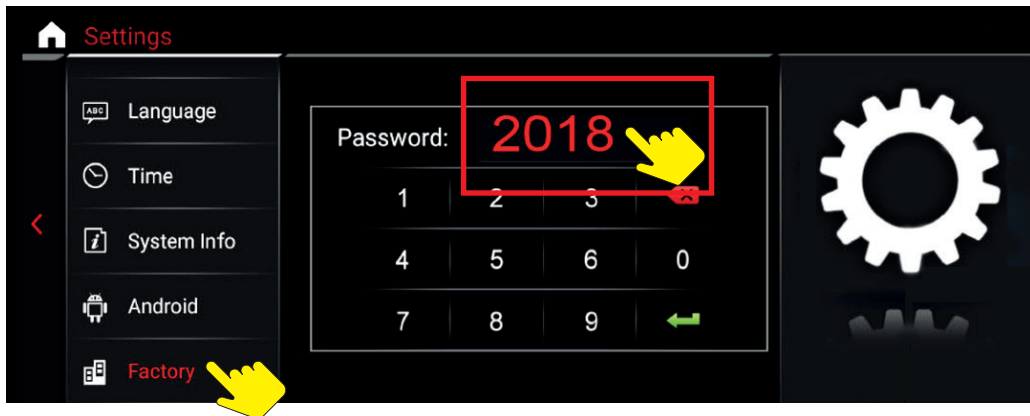 Settings
ABC Language
Time
i System Info
Android
Factory
Password: 2018
1 2 3
4 5 6 0
7 8 9